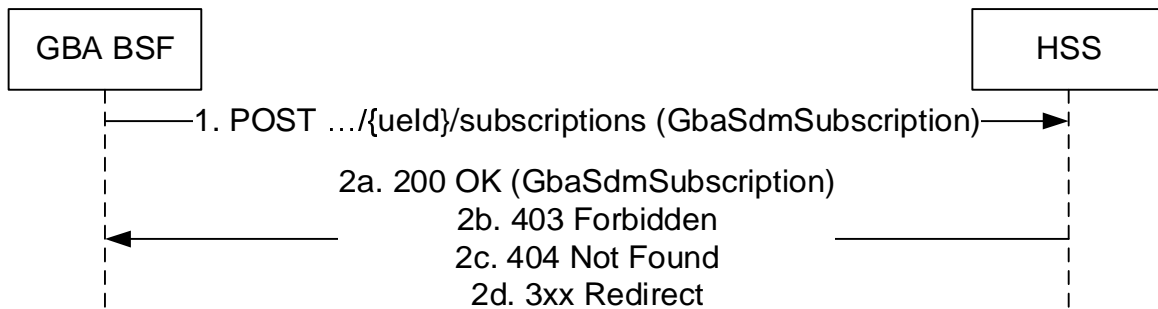 GBA BSF
HSS
1. POST …/{ueId}/subscriptions (GbaSdmSubscription)
2a. 200 OK (GbaSdmSubscription)
2b. 403 Forbidden
2c. 404 Not Found
2d. 3xx Redirect